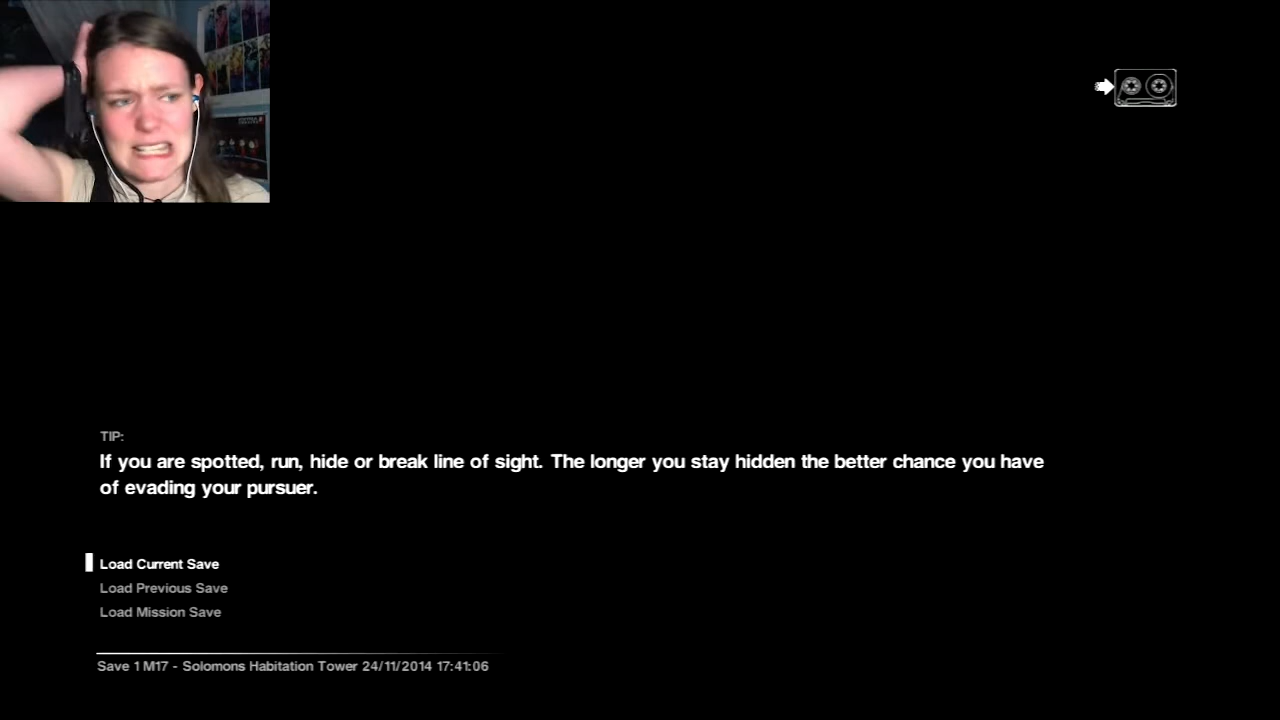 TIP:
If you are spotted, run, hide or break line of sight. The longer you stay hidden the better chance you have
of evading your pursuer.
Load Current Save
Load Previous Save
Load Mission Save
Save 1 M17 - Solomons Habitation Tower 24/11/2014 17:41:06